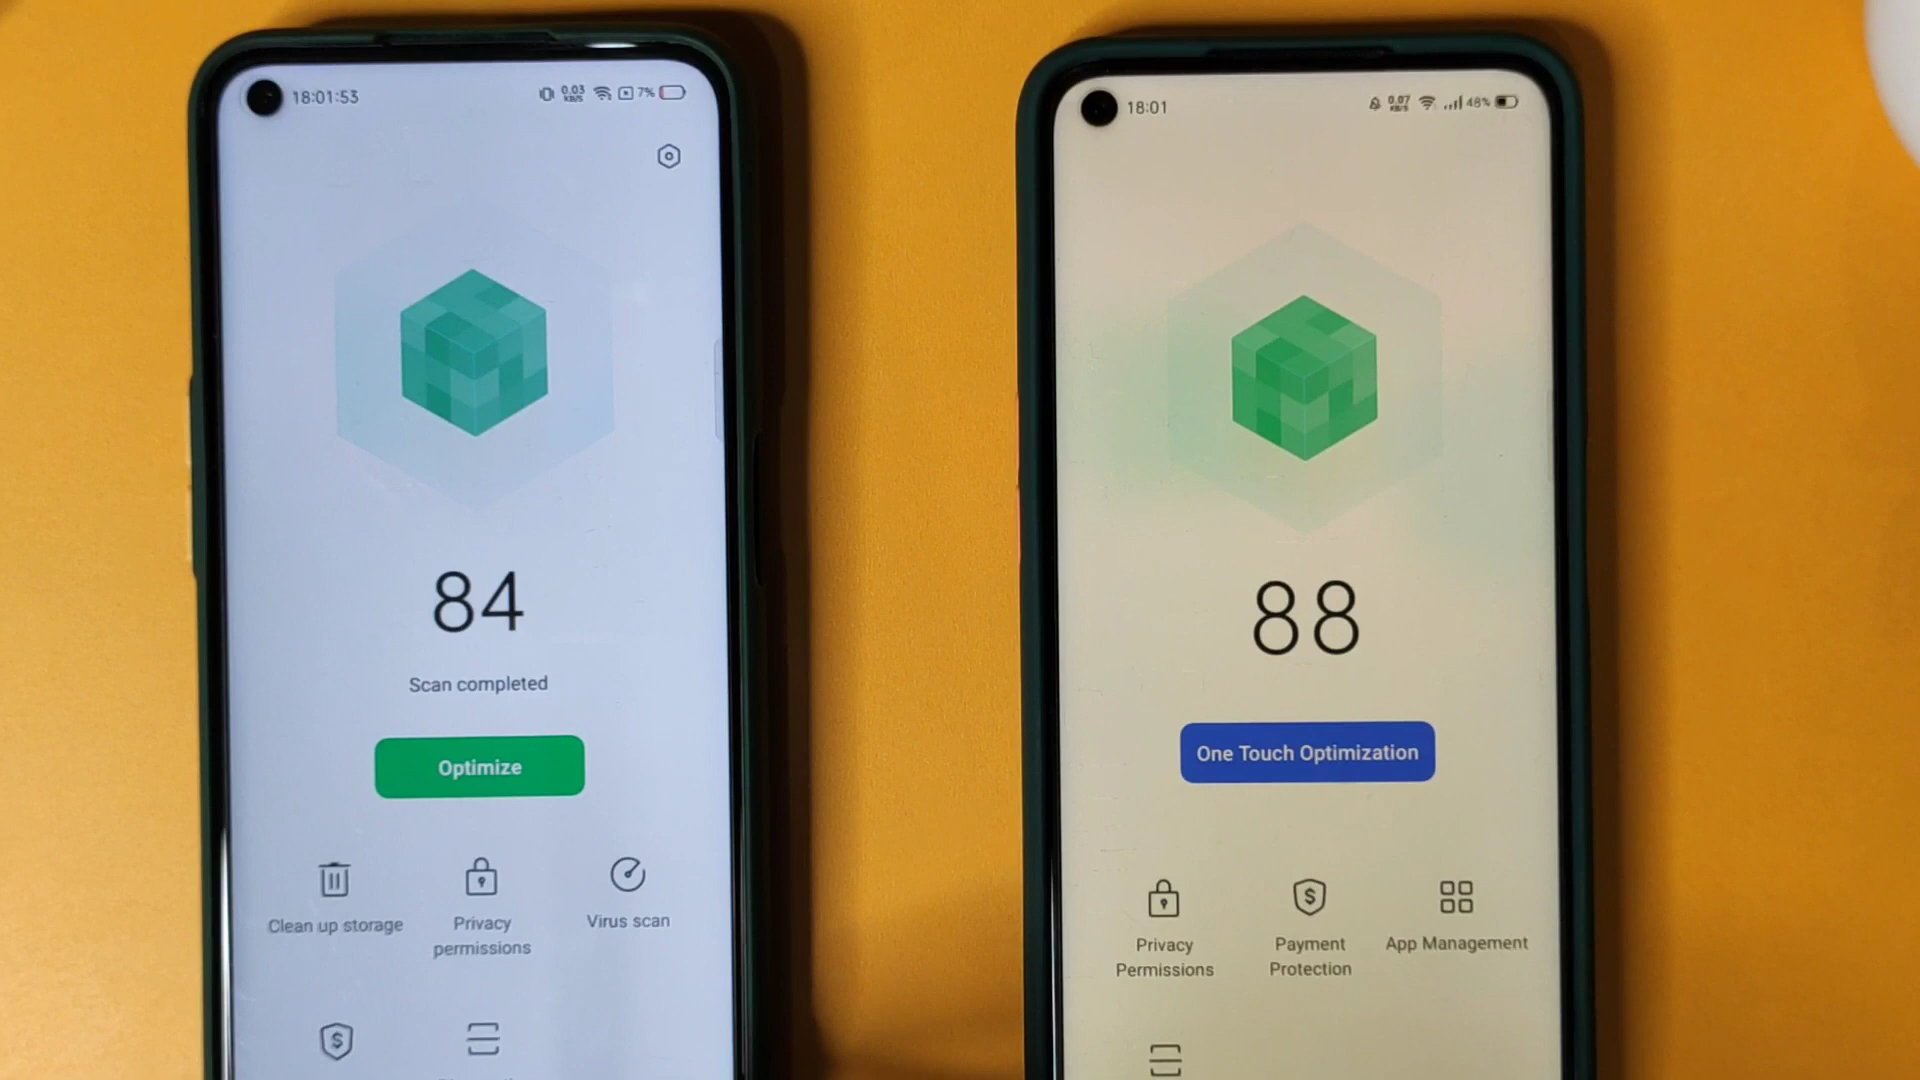 18:01:53
0.03
KB/S
7%
84
Scan completed
Optimize
Clean up storage
Privacy
permissions
Virus scan
18:01
0.07
KB/S
48%
88
One Touch Optimization
Privacy
Permissions
Payment
Protection
App Management